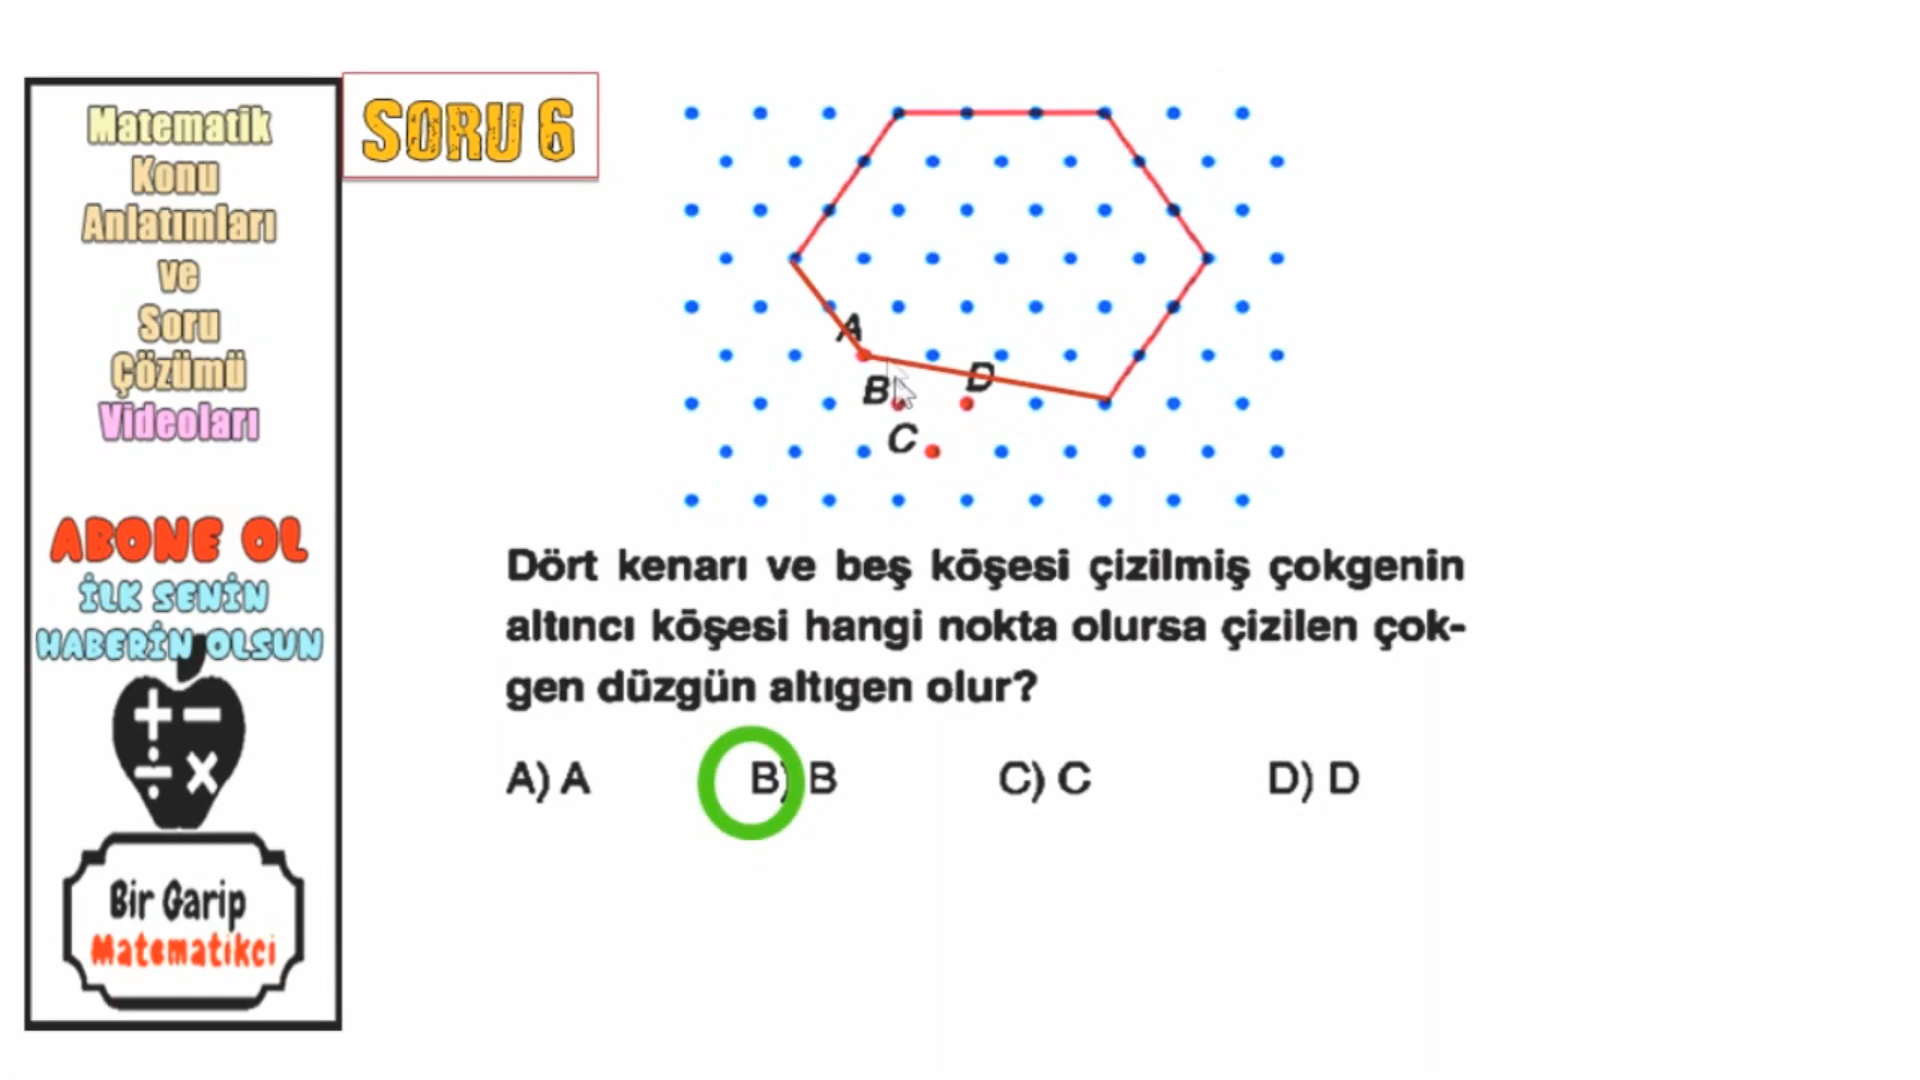 Matematik
Konu
Anlatımları
ve
Soru
Çözümü
Videoları
ABONE OL
İLK SENİN
HABERİN OLSUN
Bir Garip
Matematikci
SORU 6
A
B
D
C
Dört kenarı ve beş köşesi çizilmiş çokgenin
altıncı köşesi hangi nokta olursa çizilen çok-
gen düzgün altıgen olur?
A) A B) B C) C D) D